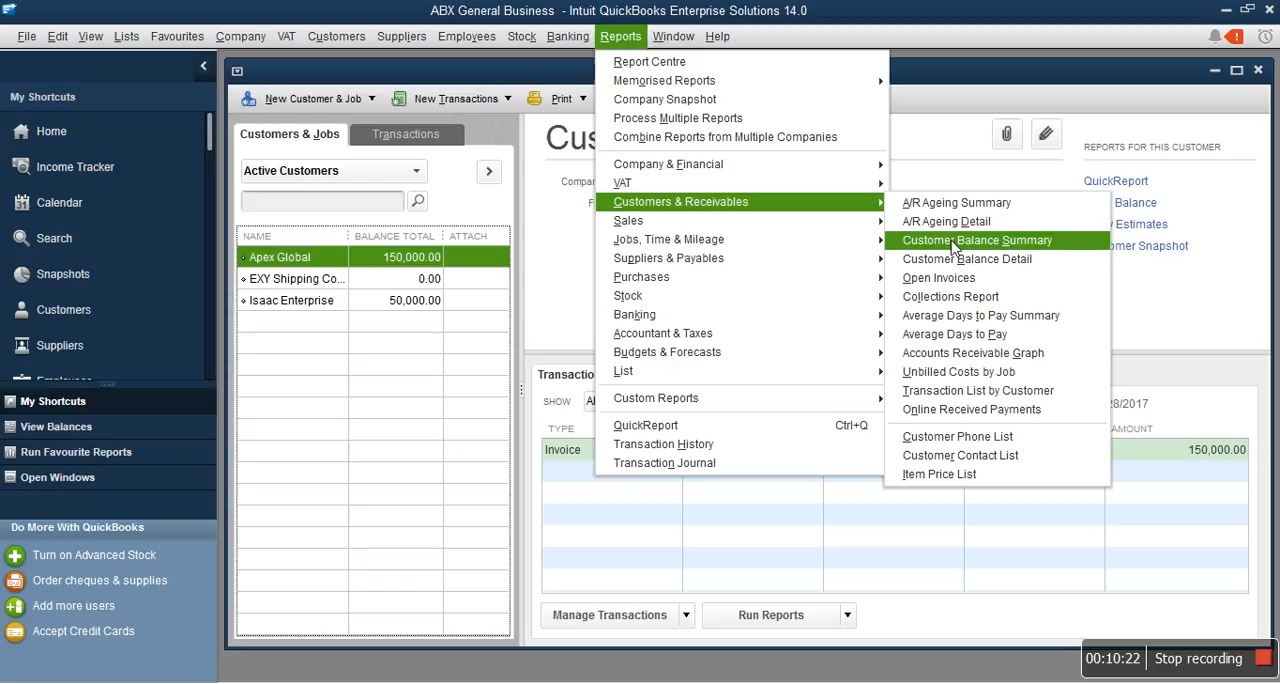 ABX General Business - Intuit QuickBooks Enterprise Solutions 14.0
File Edit View Lists Favourites Company VAT Customers Suppliers Employees Stock Banking Reports Window Help
My Shortcuts
Home
Income Tracker
Calendar
Search
Snapshots
Customers
Suppliers
My Shortcuts
View Balances
Run Favourite Reports
Open Windows
Do More With QuickBooks
Turn on Advanced Stock
Order cheques & supplies
Add more users
Accept Credit Cards
New Customer & Job New Transactions Print
Customers & Jobs Transactions
Active Customers
NAME BALANCE TOTAL ATTACH
Apex Global 150,000.00
EXY Shipping Co... 0.00
Isaac Enterprise 50,000.00
Report Centre
Memorised Reports
Company Snapshot
Process Multiple Reports
Combine Reports from Multiple Companies
Company & Financial
VAT
Customers & Receivables
Sales
Jobs, Time & Mileage
Suppliers & Payables
Purchases
Stock
Banking
Accountant & Taxes
Budgets & Forecasts
List
Custom Reports
QuickReport Ctrl+Q
Transaction History
Transaction Journal
A/R Ageing Summary
A/R Ageing Detail
Customer Balance Summary
Customer Balance Detail
Open Invoices
Collections Report
Average Days to Pay Summary
Average Days to Pay
Accounts Receivable Graph
Unbilled Costs by Job
Transaction List by Customer
Online Received Payments
Customer Phone List
Customer Contact List
Item Price List
Cus
Compa
F
REPORTS FOR THIS CUSTOMER
QuickReport
Balance
y Estimates
omer Snapshot
Transactio
SHOW Al 28/2017
TYPE AMOUNT
Invoice 150,000.00
Manage Transactions Run Reports
00:10:22 Stop recording